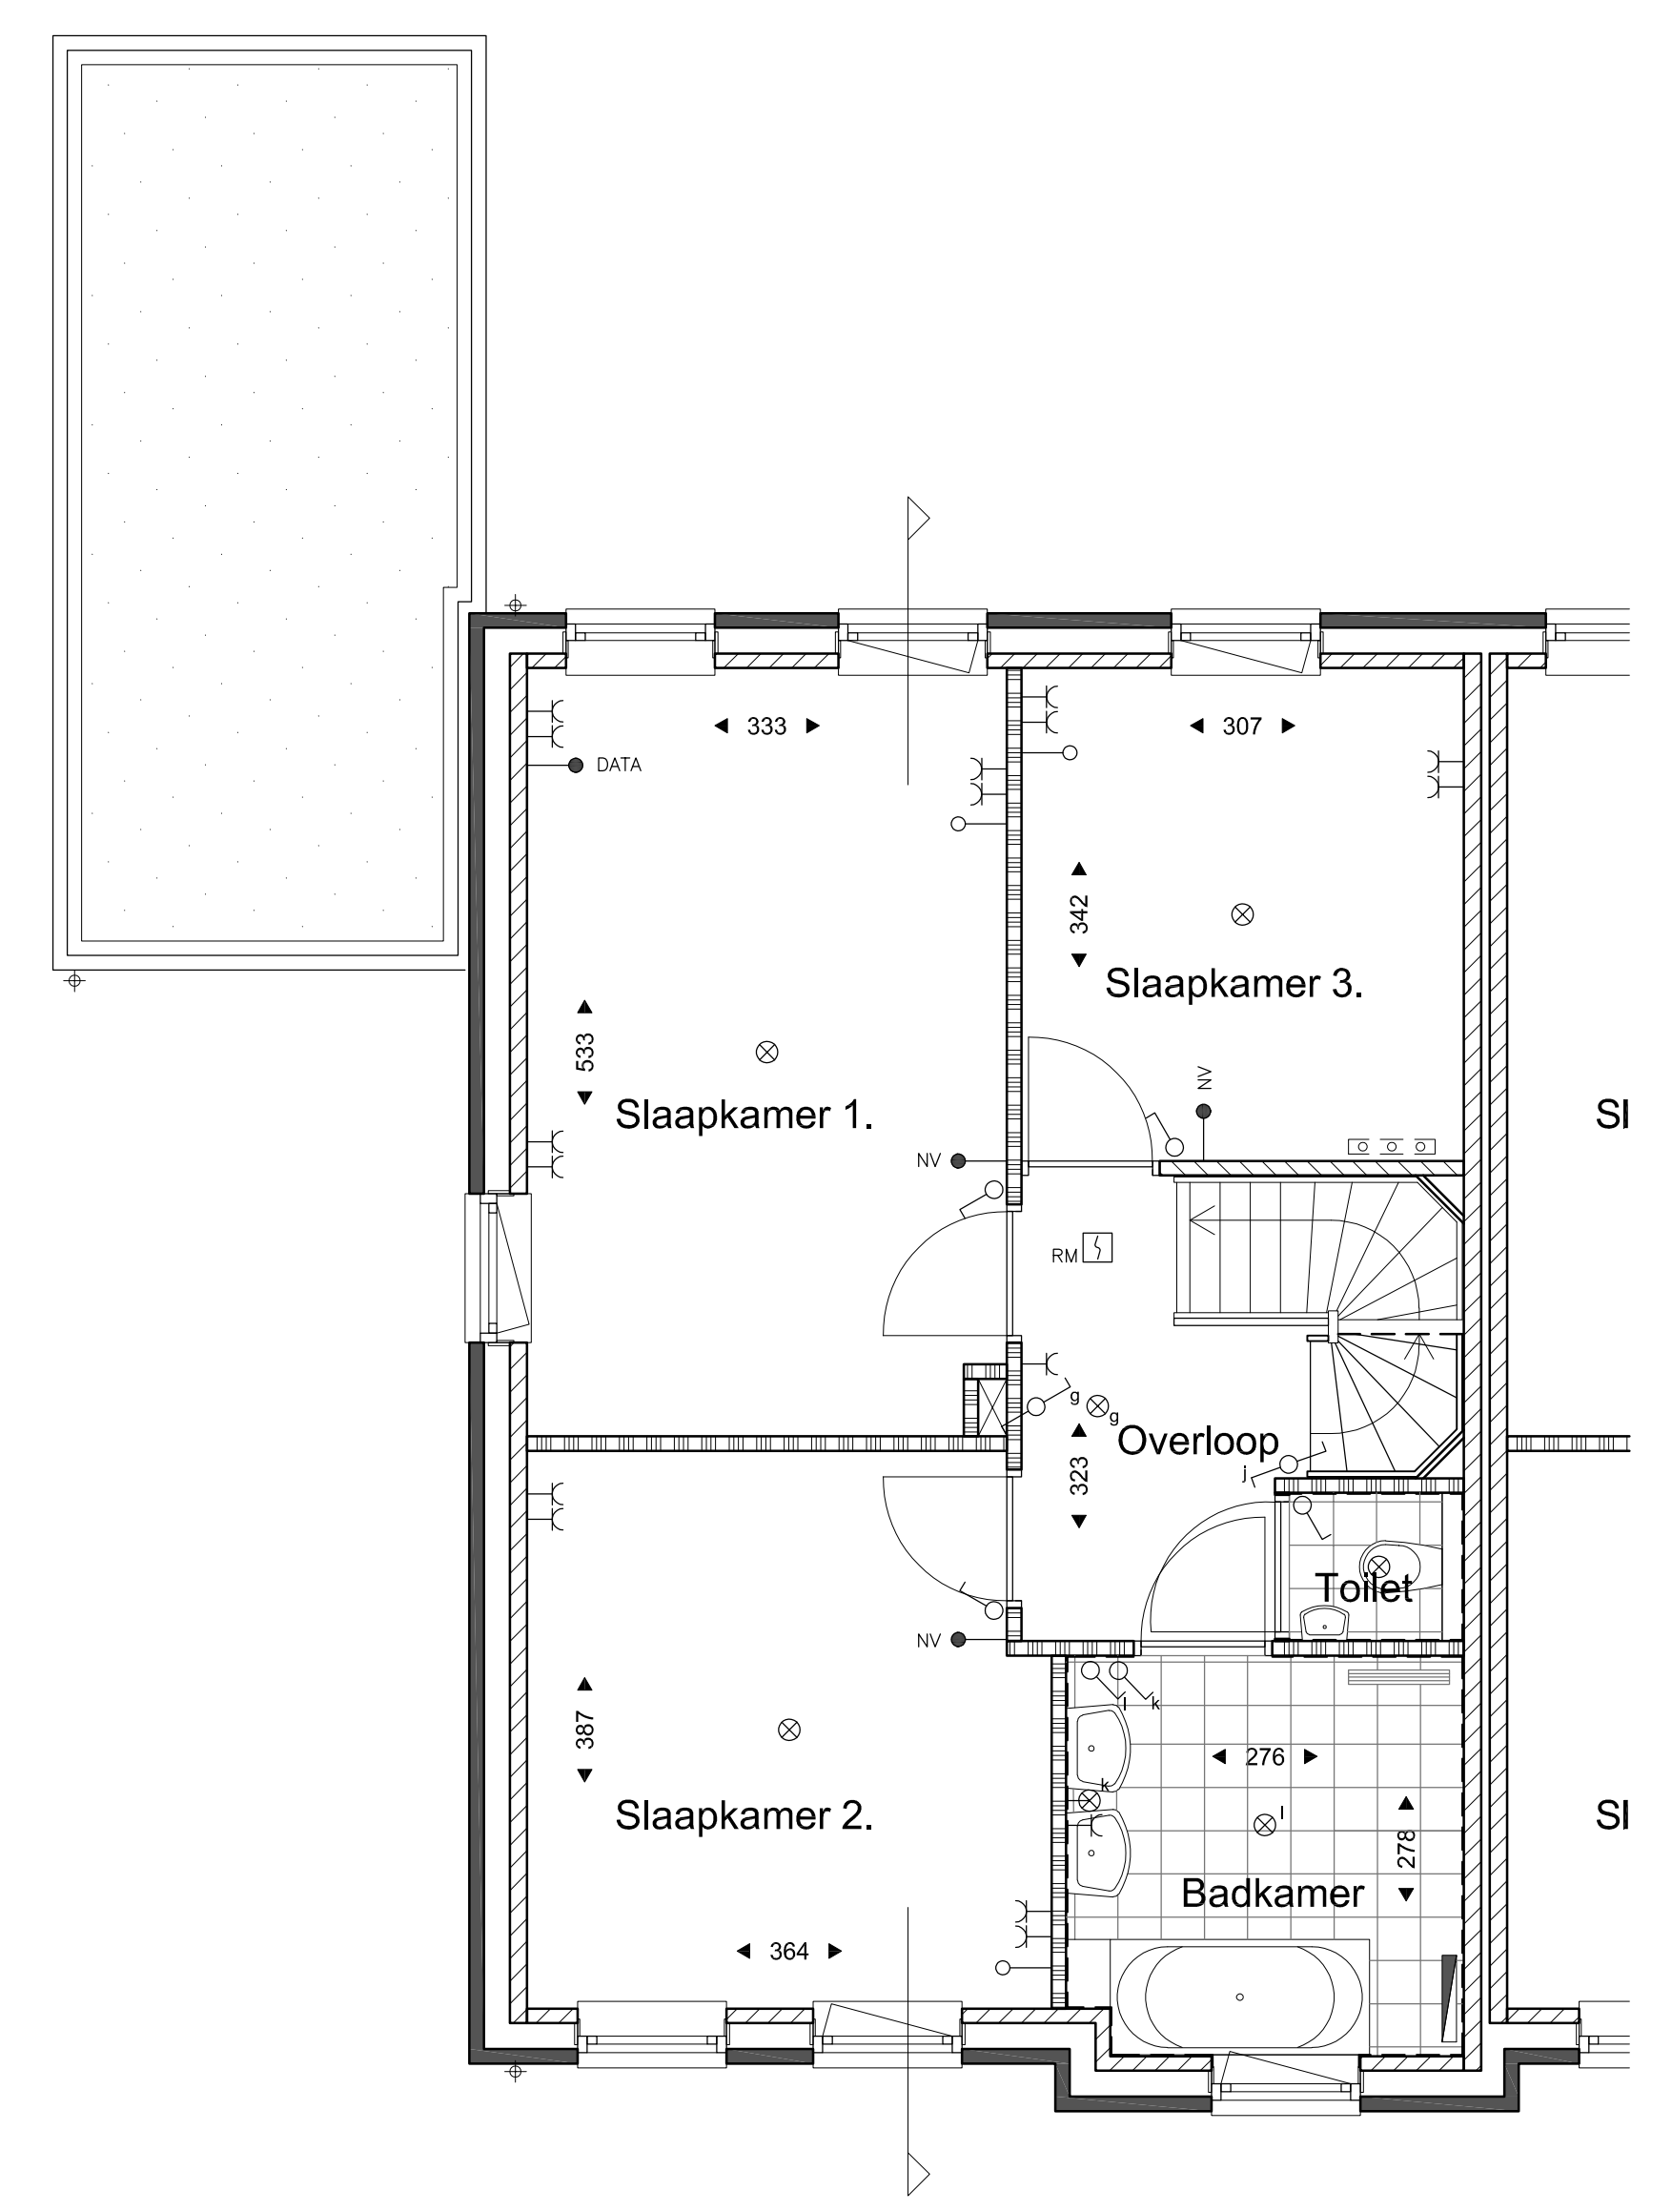 333
307
DATA
342
Slaapkamer 3.
533
NV
Slaapkamer 1.
Sl
NV
RM
g
g
Overloop
j
323
Toilet
NV
l
k
387
276
k
l
Slaapkamer 2.
Sl
278
Badkamer
364